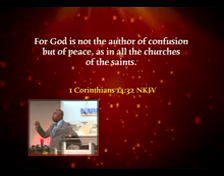 For God is not the author of confusion
but of peace, as in all the churches
of the saints.
1 Corinthians 14:32 NKJV